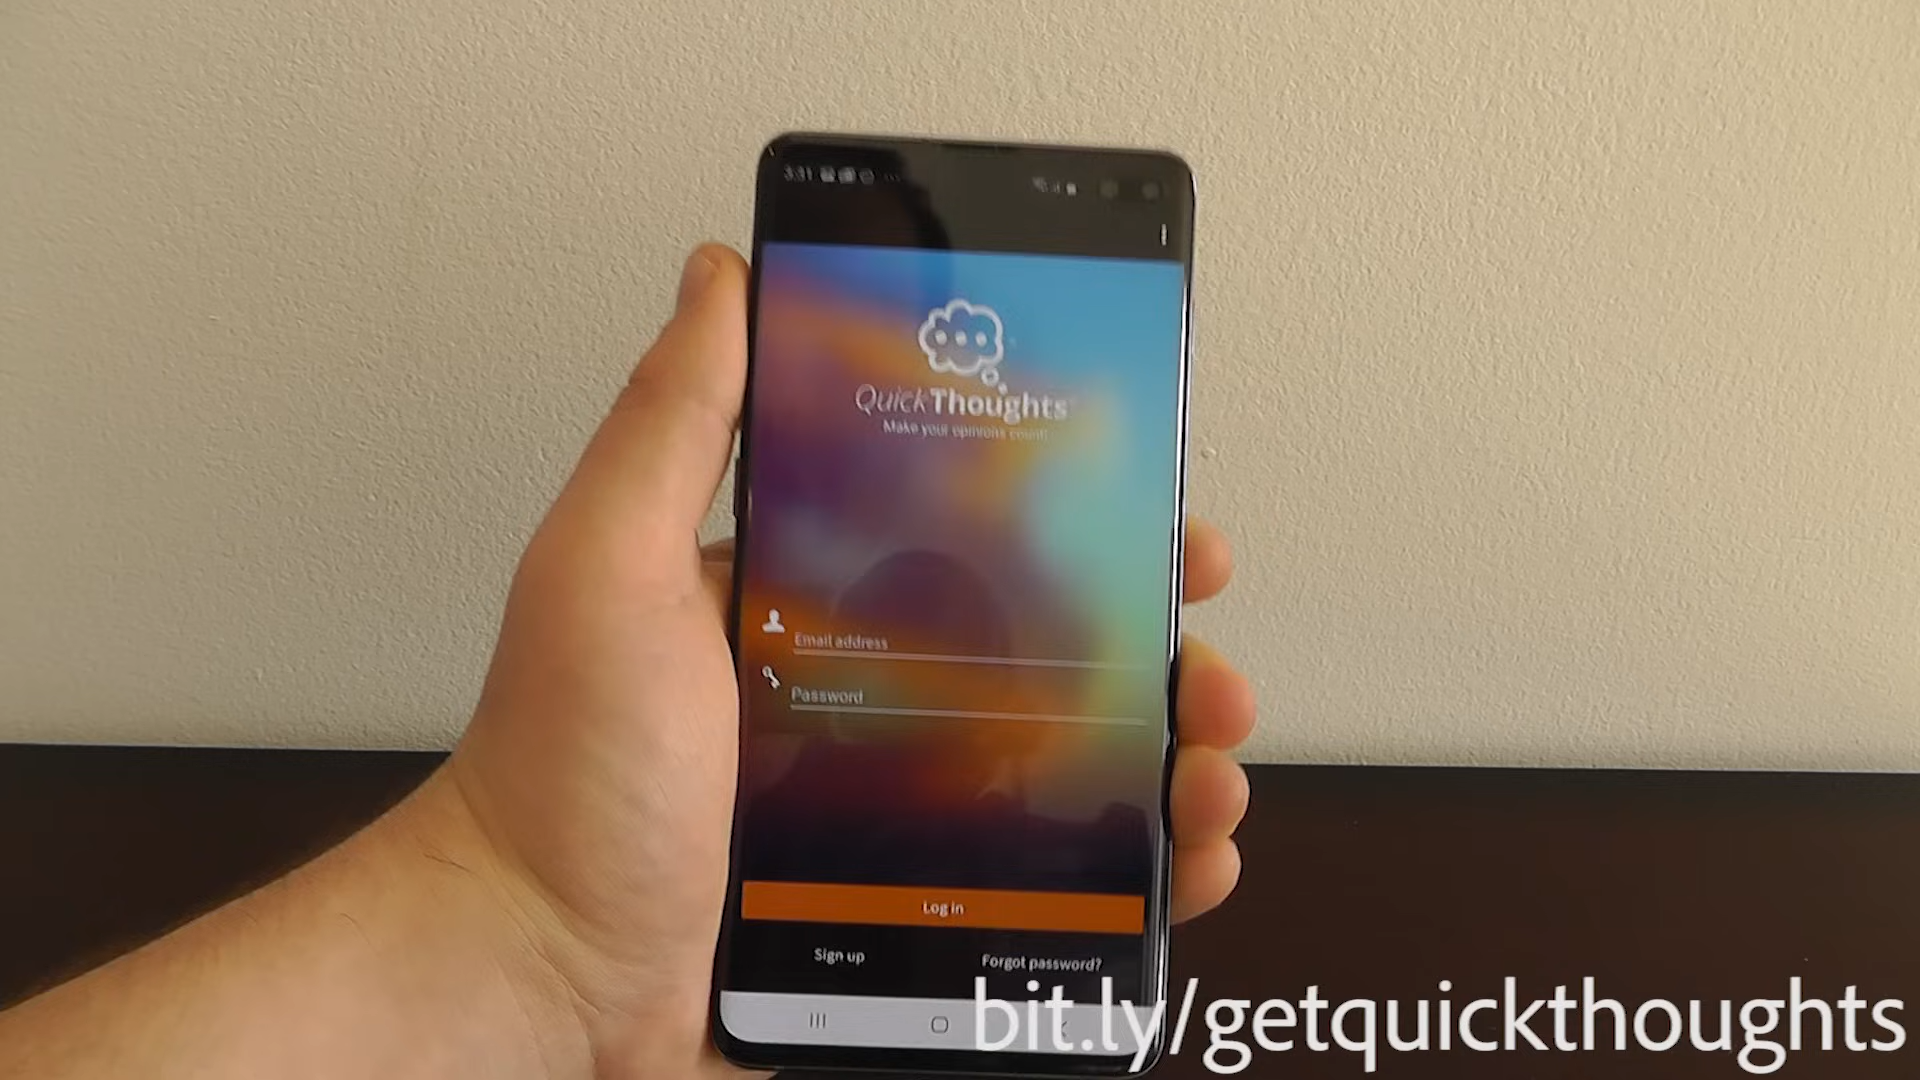 3:31
QuickThoughts
Make your opinions count!
Email address
Password
Log in
Sign up
Forgot password?
bit.ly/getquickthoughts